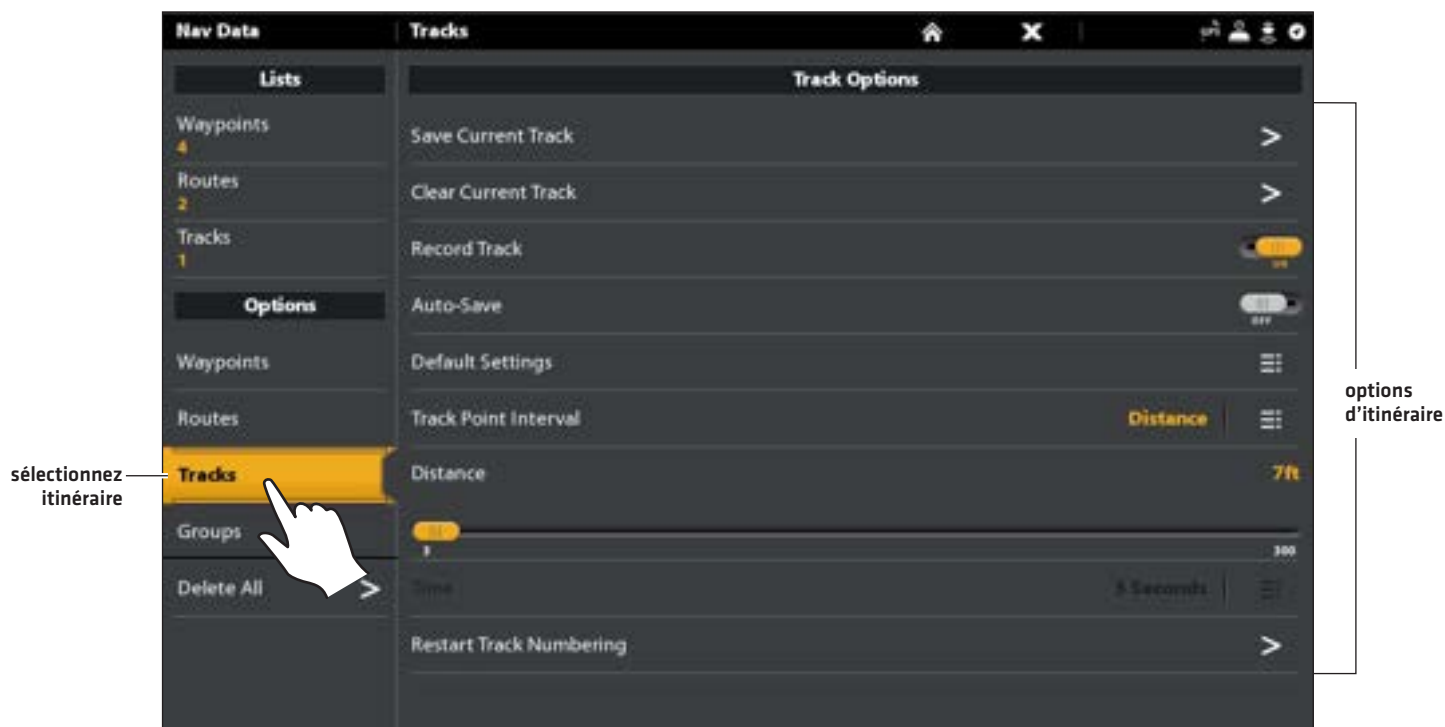 Nav Data
Tracks
Lists
Waypoints
4
Routes
2
Tracks
1
Options
Waypoints
Routes
Tracks
Groups
Delete All
Track Options
Save Current Track
Clear Current Track
Record Track
ON
Auto-Save
OFF
Default Settings
Track Point Interval
Distance
Distance
7ft
3
300
Time
5 Seconds
Restart Track Numbering
sélectionnez
itinéraire
options
d'itinéraire